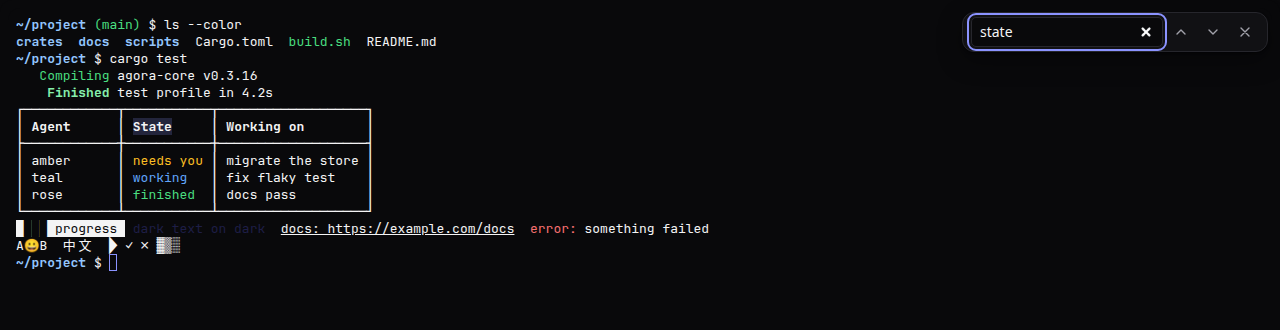 ~/project (main) $ ls --color
crates docs scripts Cargo.toml build.sh README.md
~/project $ cargo test
Compiling agora-core v0.3.16
Finished test profile in 4.2s
Agent State Working on
amber needs you migrate the store
teal working fix flaky test
rose finished docs pass
progress dark text on dark docs: https://example.com/docs error: something failed
A😀B 中文 ✓ ✕
~/project $
state